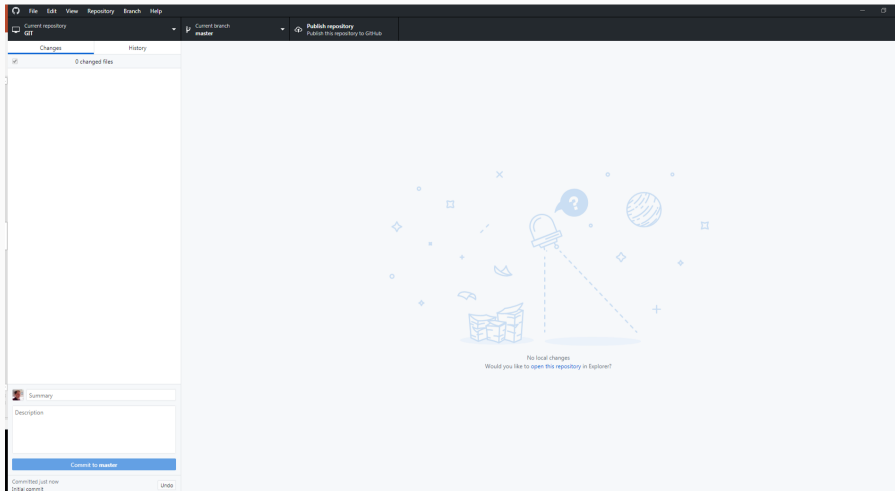 File Edit View Repository Branch Help
Current repository
GIT
Current branch
master
Publish repository
Publish this repository to GitHub
Changes History
0 changed files
?
No local changes
Would you like to open this repository in Explorer?
Summary
Description
Commit to master
Committed just now
Initial commit
Undo